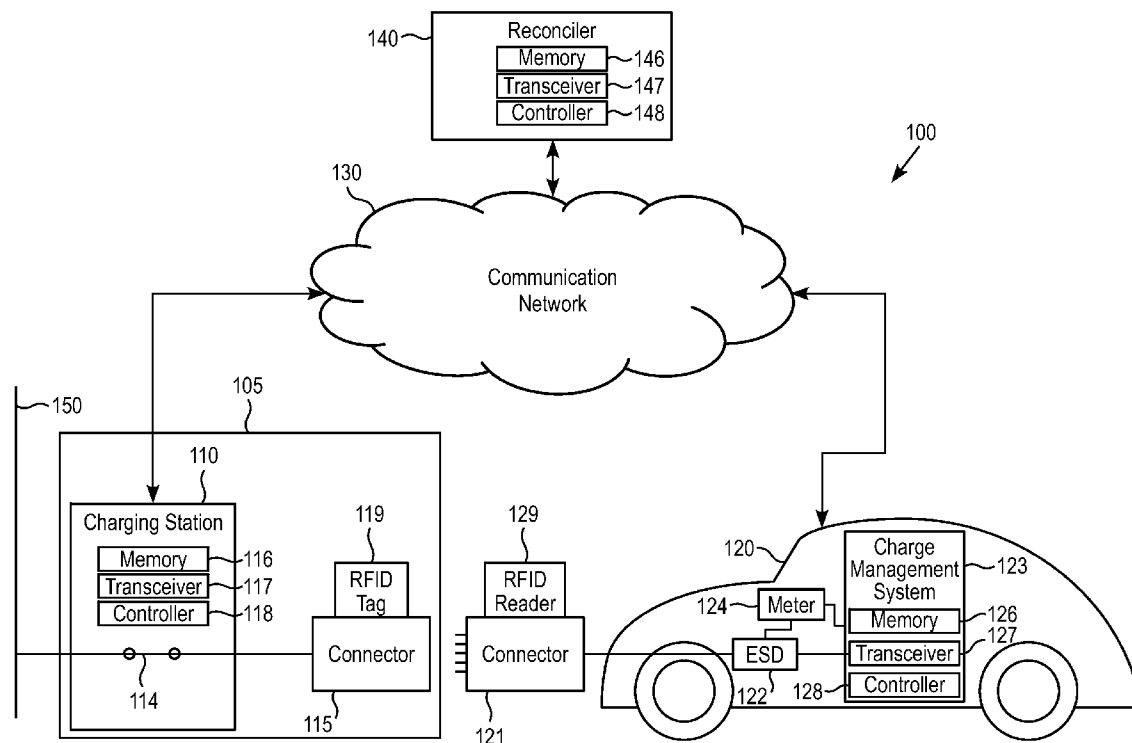 Reconciler
140
Memory
146
Transceiver
147
Controller
148
100
130
Communication
Network
150
105
110
Charging Station
Memory
116
Transceiver
117
Controller
118
114
119
RFID
Tag
Connector
115
129
RFID
Reader
Connector
121
120
Charge
Management
System
123
124
Meter
Memory
126
127
ESD
Transceiver
122
128
Controller